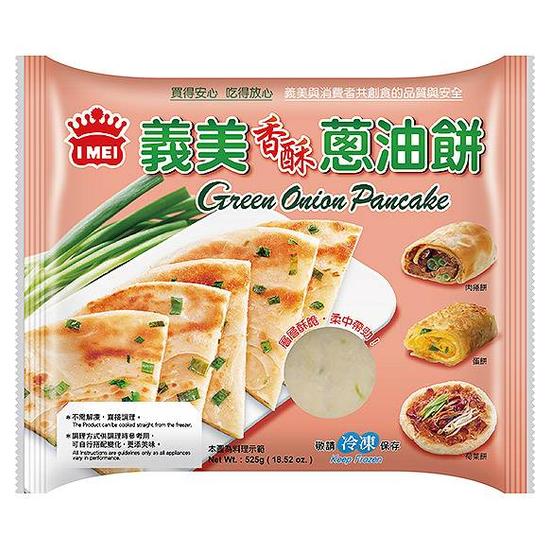 買得安心 吃得放心 義美與消費者共創食的品質與安全
I MEI
義美香酥蔥油餅
Green Onion Pancake
肉捲餅
層層酥脆，柔中帶勁！
蛋餅
*不需解凍，直接調理。
The Product can be cooked straight from the freezer.
*調理方式供調理時參考用，
可自行搭配變化，更添美味。
All instructions are guidelines only as all appliances
vary in performance.
本圖為料理示範
Net Wt. : 525g ( 18.52 oz. )
敬請 冷凍 保存
Keep Frozen